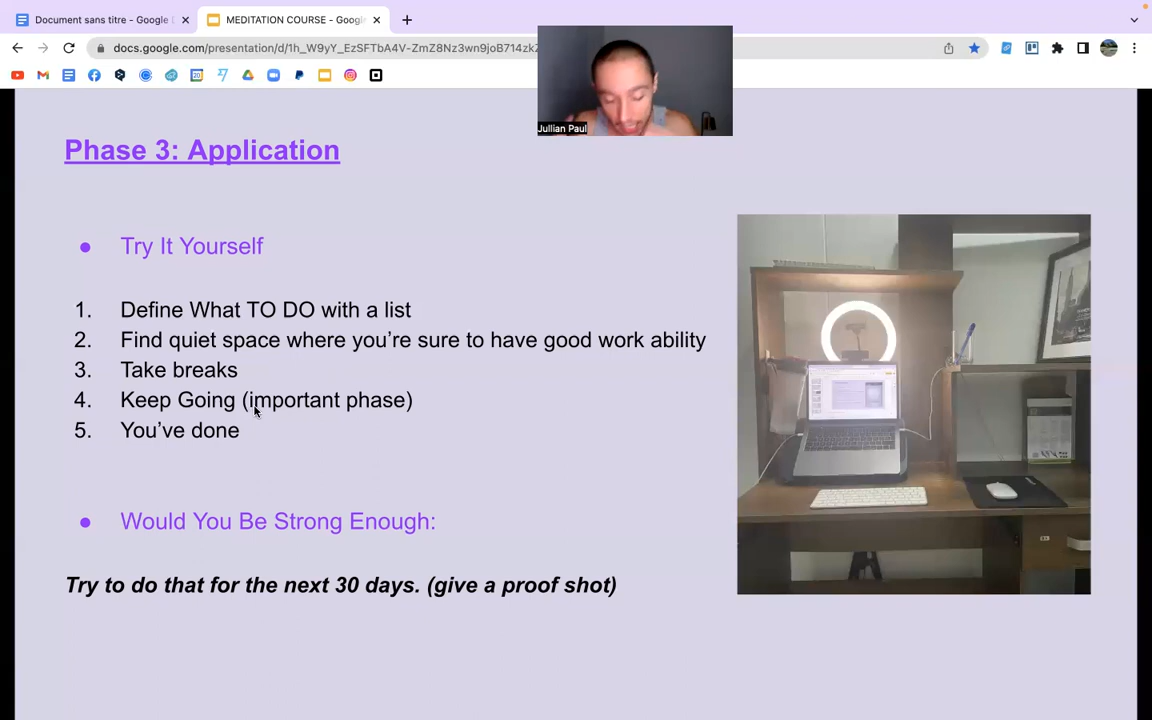 Document sans titre - Google
MEDITATION COURSE - Goog
docs.google.com/presentation/d/1h_W9yY_EzSFTbA4V-ZmZ8Nz3wn9joB714zkZ
Jullian Paul
Phase 3: Application
● Try It Yourself
1. Define What TO DO with a list
2. Find quiet space where you're sure to have good work ability
3. Take breaks
4. Keep Going (important phase)
5. You've done
● Would You Be Strong Enough:
Try to do that for the next 30 days. (give a proof shot)